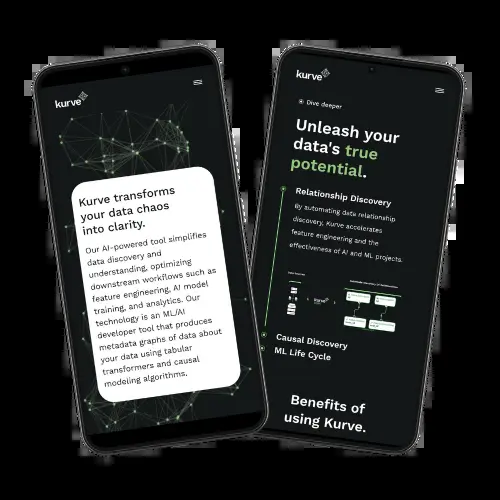 kurve
Kurve transforms
your data chaos
into clarity.
Our AI-powered tool simplifies
data discovery and
understanding, optimizing
downstream workflows such as
feature engineering, AI model
training, and analytics. Our
technology is an ML/AI
developer tool that produces
metadata graphs of data about
your data using tabular
transformers and causal
modeling algorithms.
kurve
Dive deeper
Unleash your
data's true
potential.
Relationship Discovery
By automating data relationship
discovery, Kurve accelerates
feature engineering and the
effectiveness of AI and ML projects.
kurve
Causal Discovery
ML Life Cycle
Benefits of
using Kurve.